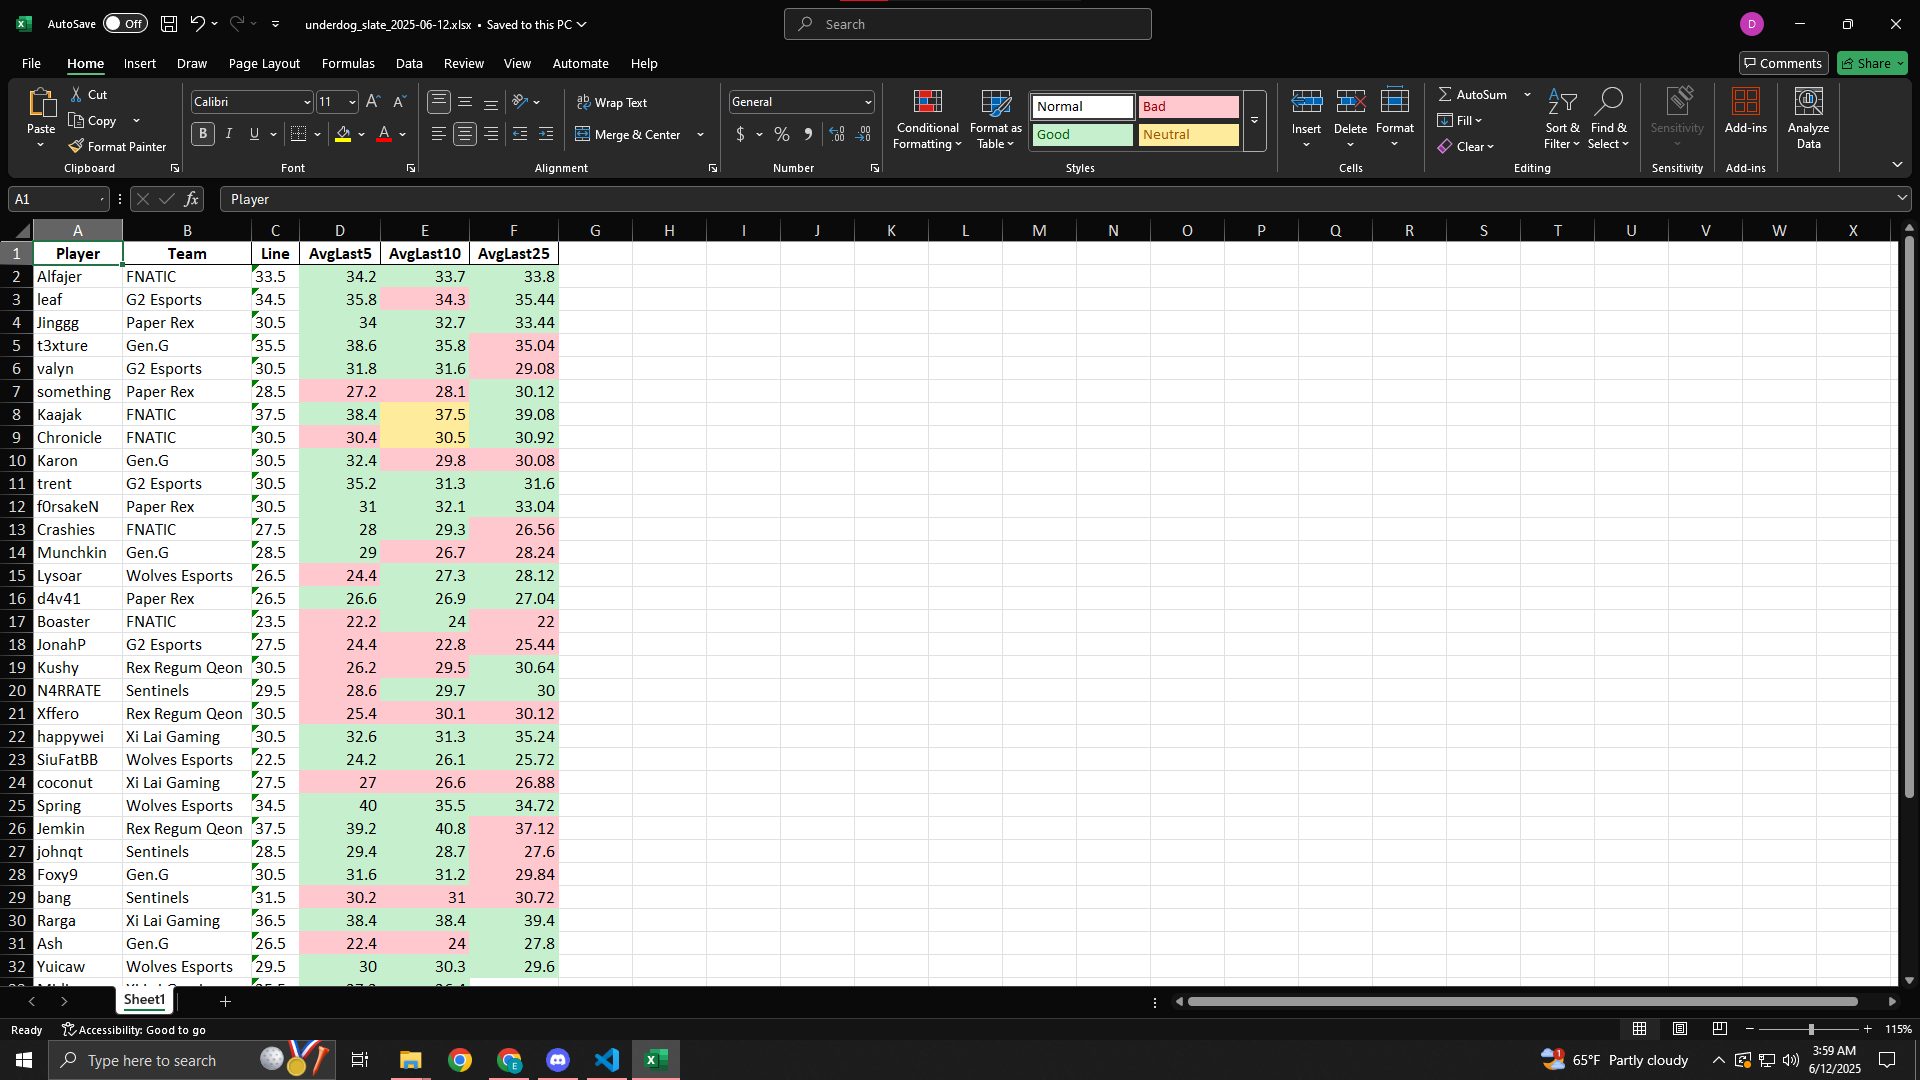 AutoSave Off underdog_slate_2025-06-12.xlsx • Saved to this PC Search D
File Home Insert Draw Page Layout Formulas Data Review View Automate Help Comments Share
Paste Cut Copy Format Painter Clipboard
Calibri 11 B I U Font
Wrap Text Merge & Center Alignment
General $ % Number
Conditional Formatting Format as Table Normal Bad Good Neutral Styles
Insert Delete Format Cells
AutoSum Fill Clear Sort & Filter Find & Select Editing
Sensitivity Sensitivity
Add-ins Add-ins
Analyze Data
A1 fx Player
A B C D E F G H I J K L M N O P Q R S T U V W X
1 Player Team Line AvgLast5 AvgLast10 AvgLast25
2 Alfajer FNATIC 33.5 34.2 33.7 33.8
3 leaf G2 Esports 34.5 35.8 34.3 35.44
4 Jinggg Paper Rex 30.5 34 32.7 33.44
5 t3xture Gen.G 35.5 38.6 35.8 35.04
6 valyn G2 Esports 30.5 31.8 31.6 29.08
7 something Paper Rex 28.5 27.2 28.1 30.12
8 Kaajak FNATIC 37.5 38.4 37.5 39.08
9 Chronicle FNATIC 30.5 30.4 30.5 30.92
10 Karon Gen.G 30.5 32.4 29.8 30.08
11 trent G2 Esports 30.5 35.2 31.3 31.6
12 f0rsakeN Paper Rex 30.5 31 32.1 33.04
13 Crashies FNATIC 27.5 28 29.3 26.56
14 Munchkin Gen.G 28.5 29 26.7 28.24
15 Lysoar Wolves Esports 26.5 24.4 27.3 28.12
16 d4v41 Paper Rex 26.5 26.6 26.9 27.04
17 Boaster FNATIC 23.5 22.2 24 22
18 JonahP G2 Esports 27.5 24.4 22.8 25.44
19 Kushy Rex Regum Qeon 30.5 26.2 29.5 30.64
20 N4RRATE Sentinels 29.5 28.6 29.7 30
21 Xffero Rex Regum Qeon 30.5 25.4 30.1 30.12
22 happywei Xi Lai Gaming 30.5 32.6 31.3 35.24
23 SiuFatBB Wolves Esports 22.5 24.2 26.1 25.72
24 coconut Xi Lai Gaming 27.5 27 26.6 26.88
25 Spring Wolves Esports 34.5 40 35.5 34.72
26 Jemkin Rex Regum Qeon 37.5 39.2 40.8 37.12
27 johnqt Sentinels 28.5 29.4 28.7 27.6
28 Foxy9 Gen.G 30.5 31.6 31.2 29.84
29 bang Sentinels 31.5 30.2 31 30.72
30 Rarga Xi Lai Gaming 36.5 38.4 38.4 39.4
31 Ash Gen.G 26.5 22.4 24 27.8
32 Yuicaw Wolves Esports 29.5 30 30.3 29.6
Sheet1
Ready Accessibility: Good to go 115%
Type here to search 65°F Partly cloudy 3:59 AM
6/12/2025